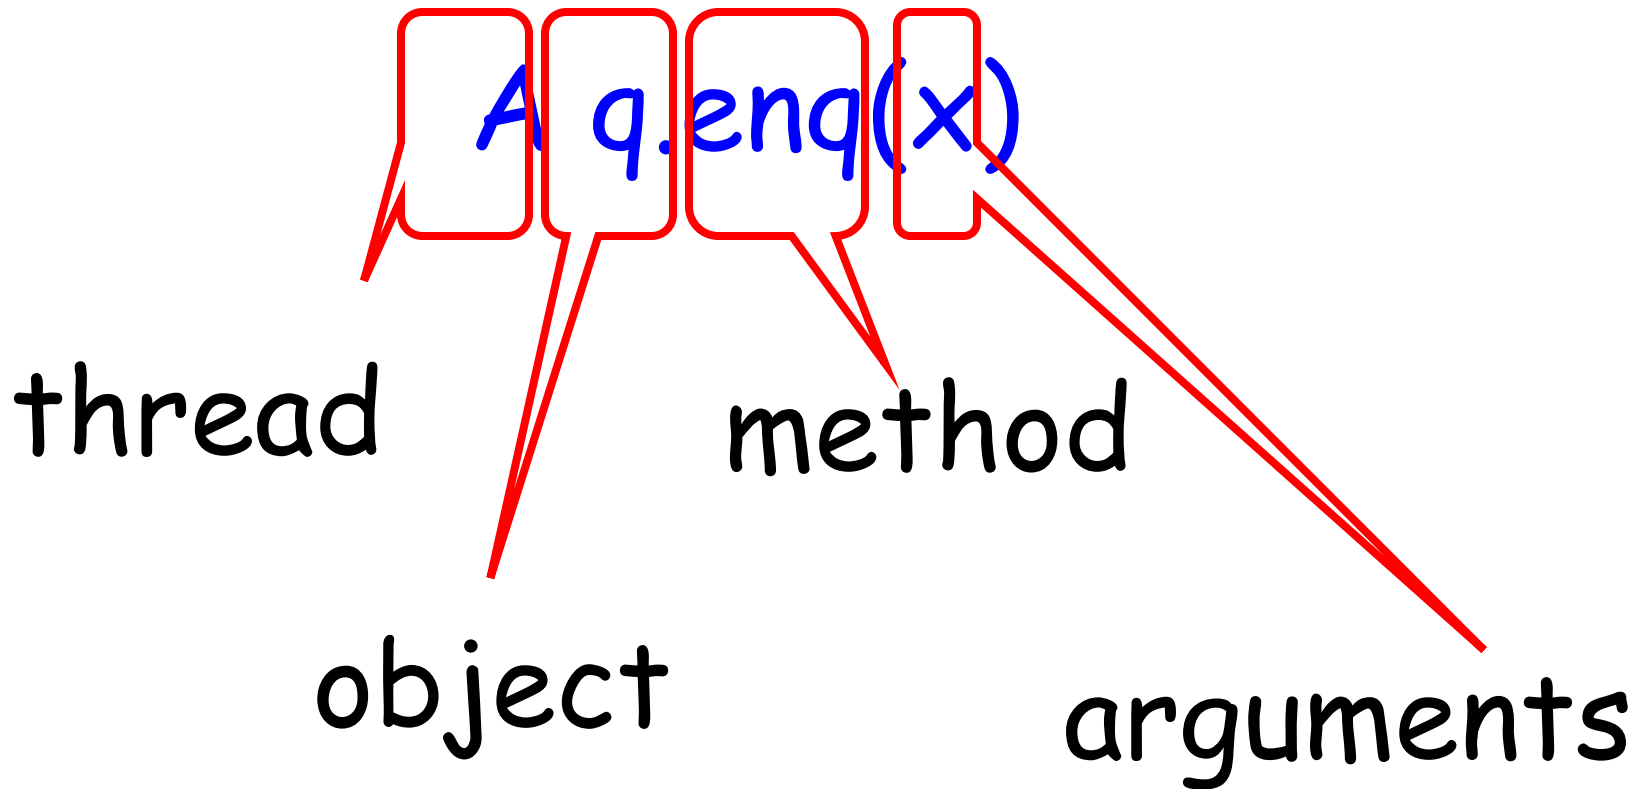 A q.enq(x)
thread
method
object
arguments